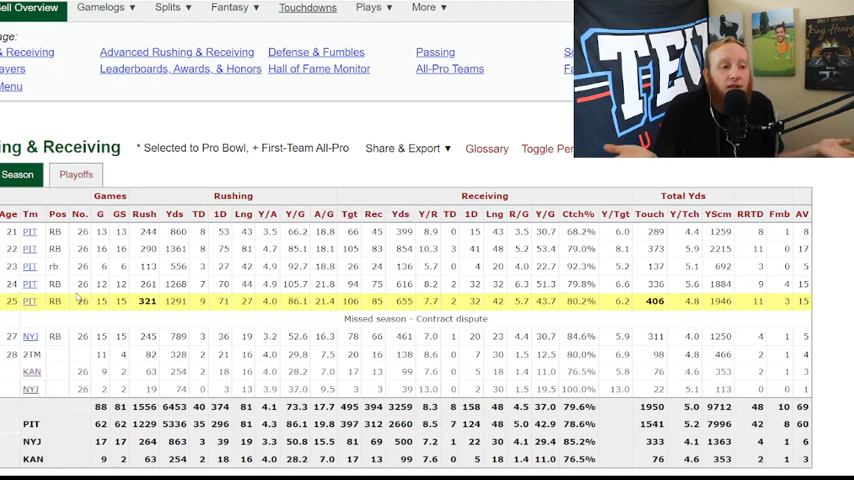 ell Overview Gamelogs ▼ Splits ▼ Fantasy ▼ Touchdowns Plays ▼ More ▼
age:
& Receiving Advanced Rushing & Receiving Defense & Fumbles Passing
ayers Leaderboards, Awards, & Honors Hall of Fame Monitor All-Pro Teams
Menu
TEN
King Henry
ng & Receiving * Selected to Pro Bowl, + First-Team All-Pro Share & Export ▼ Glossary Toggle Per
Season Playoffs
Games Rushing Receiving Total Yds
Age Tm Pos No. G GS Rush Yds TD 1D Lng Y/A Y/G A/G Tgt Rec Yds Y/R TD 1D Lng R/G Y/G Ctch% Y/Tgt Touch Y/Tch YScm RRTD Fmb AV
21 PIT RB 26 13 13 244 860 8 53 43 3.5 66.2 18.8 66 45 399 8.9 0 15 43 3.5 30.7 68.2% 6.0 289 4.4 1259 8 1 8
22 PIT RB 26 16 16 290 1361 8 75 81 4.7 85.1 18.1 105 83 854 10.3 3 41 48 5.2 53.4 79.0% 8.1 373 5.9 2215 11 0 17
23 PIT rb 26 6 6 113 556 3 27 42 4.9 92.7 18.8 26 24 136 5.7 0 4 20 4.0 22.7 92.3% 5.2 137 5.1 692 3 0 5
24 PIT RB 26 12 12 261 1268 7 70 44 4.9 105.7 21.8 94 75 616 8.2 2 33 32 6.3 51.3 79.8% 6.6 336 5.6 1884 9 4 15
25 PIT RB 26 15 15 321 1291 9 71 27 4.0 86.1 21.4 106 85 655 7.7 2 32 42 5.7 43.7 80.2% 6.2 406 4.8 1946 11 3 15
Missed season - Contract dispute
27 NYJ RB 26 15 15 245 789 3 36 19 3.2 52.6 16.3 78 66 461 7.0 1 20 23 4.4 30.7 84.6% 5.9 311 4.0 1250 4 1 5
28 2TM 11 4 82 328 2 21 16 4.0 29.8 7.5 20 16 138 8.6 0 7 30 1.5 12.5 80.0% 6.9 98 4.8 466 2 1 4
KAN 26 9 2 63 254 2 18 16 4.0 28.2 7.0 17 13 99 7.6 0 5 18 1.4 11.0 76.5% 5.8 76 4.6 353 2 1 3
NYJ 26 2 2 19 74 0 3 13 3.9 37.0 9.5 3 3 39 13.0 0 2 30 1.5 19.5 100.0% 13.0 22 5.1 113 0 0 1
88 81 1556 6453 40 374 81 4.1 73.3 17.7 495 394 3259 8.3 8 158 48 4.5 37.0 79.6% 1950 5.0 9712 48 10 69
PIT 62 62 1229 5336 35 296 81 4.3 86.1 19.8 397 312 2660 8.5 7 124 48 5.0 42.9 78.6% 1541 5.2 7996 42 8 60
NYJ 17 17 264 863 3 39 19 3.3 50.8 15.5 81 69 500 7.2 1 22 30 4.1 29.4 85.2% 333 4.1 1363 4 1 6
KAN 9 2 63 254 2 18 16 4.0 28.2 7.0 17 13 99 7.6 0 5 18 1.4 11.0 76.5% 76 4.6 353 2 1 3